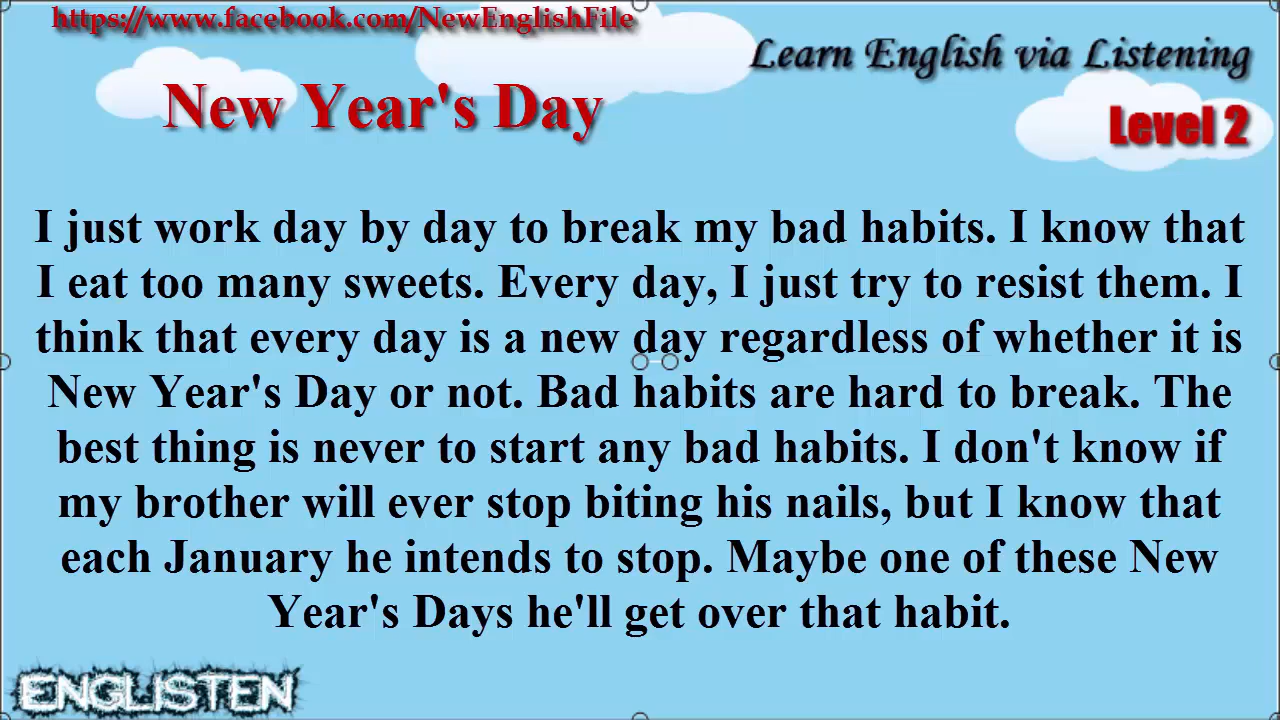 https://www.facebook.com/NewEnglishFile
Learn English via Listening
New Year's Day
Level 2
I just work day by day to break my bad habits. I know that
I eat too many sweets. Every day, I just try to resist them. I
think that every day is a new day regardless of whether it is
New Year's Day or not. Bad habits are hard to break. The
best thing is never to start any bad habits. I don't know if
my brother will ever stop biting his nails, but I know that
each January he intends to stop. Maybe one of these New
Year's Days he'll get over that habit.
ENGLISTEN